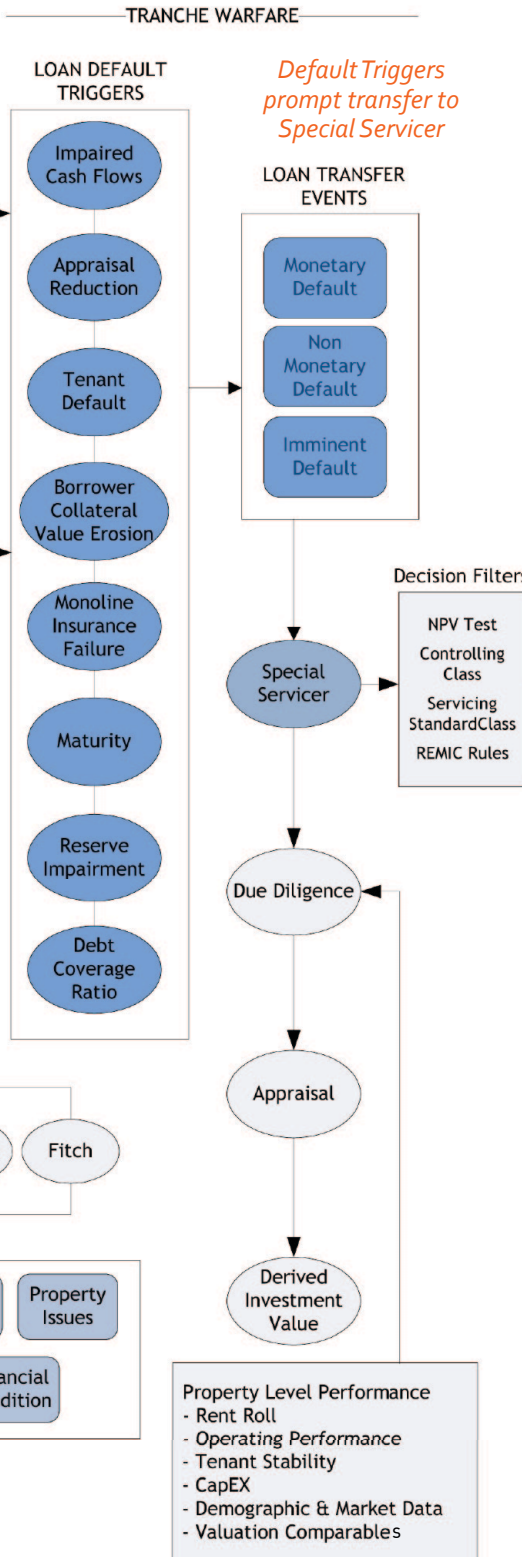 TRANCHE WARFARE
LOAN DEFAULT
TRIGGERS
Impaired
Cash Flows
Appraisal
Reduction
Tenant
Default
Borrower
Collateral
Value Erosion
Monoline
Insurance
Failure
Maturity
Reserve
Impairment
Debt
Coverage
Ratio
Default Triggers
prompt transfer to
Special Servicer
LOAN TRANSFER
EVENTS
Monetary
Default
Non
Monetary
Default
Imminent
Default
Special
Servicer
Decision Filters
NPV Test
Controlling
Class
Servicing
StandardClass
REMIC Rules
Due Diligence
Appraisal
Derived
Investment
Value
Fitch
Property
Issues
ancial
dition
Property Level Performance
- Rent Roll
- Operating Performance
- Tenant Stability
- CapEX
- Demographic & Market Data
- Valuation Comparables